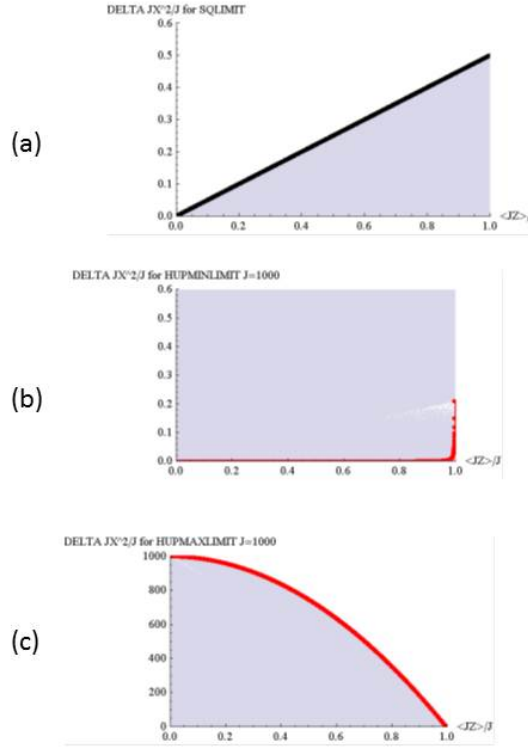 DELTA JX^2/J for SQLIMIT
0.6
0.5
0.4
(a)
0.3
0.2
0.1
0.0
0.0 0.2 0.4 0.6 0.8 1.0
<JZ>/
DELTA JX^2/J for HUPMINLIMIT J=1000
0.6
0.5
0.4
0.3
(b)
0.2
0.1
0.0
0.0 0.2 0.4 0.6 0.8 1.0
<JZ>/J
DELTA JX^2/J for HUPMAXLIMIT J=1000
1000
800
600
(c)
400
200
0
0.0 0.2 0.4 0.6 0.8 1.0
<JZ>/J